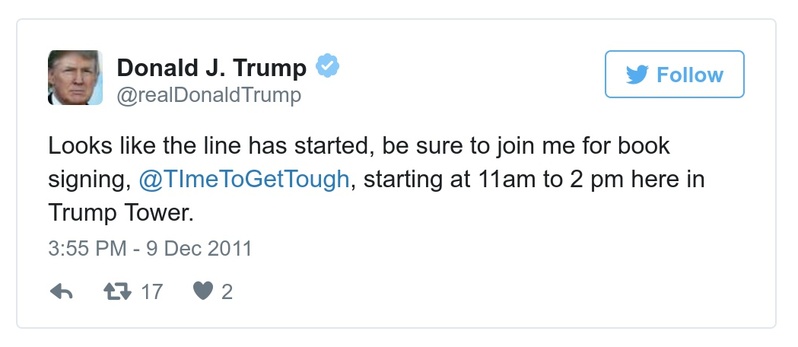 Donald J. Trump
@realDonaldTrump
Follow
Looks like the line has started, be sure to join me for book
signing, @TImeToGetTough, starting at 11am to 2 pm here in
Trump Tower.
3:55 PM - 9 Dec 2011
17 2